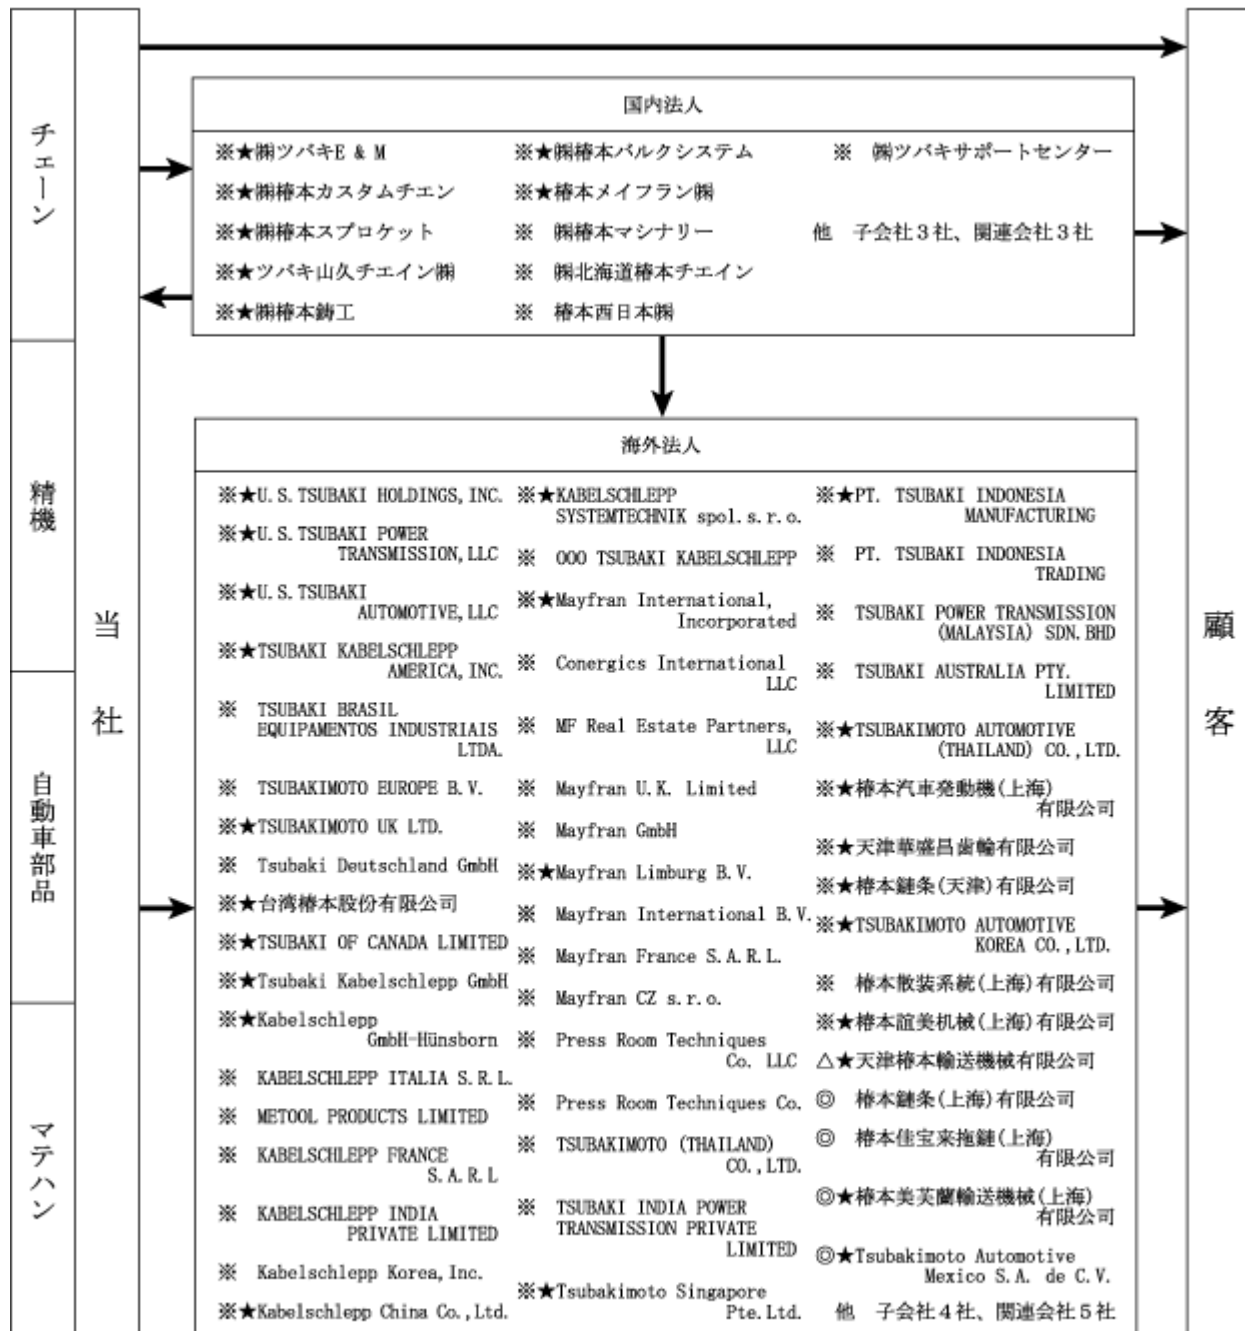 チェーン
精機
自動車部品
マテハン
当社
国内法人
※★㈱ツバキE & M
※★㈱椿本カスタムチエン
※★㈱椿本スプロケット
※★ツバキ山久チエイン㈱
※★㈱椿本鋳工
※★㈱椿本バルクシステム
※★椿本メイフラン㈱
※ ㈱椿本マシナリー
※ ㈱北海道椿本チエイン
※ 椿本西日本㈱
※ ㈱ツバキサポートセンター
他 子会社3社、関連会社3社
海外法人
※★U.S.TSUBAKI HOLDINGS,INC.
※★U.S.TSUBAKI POWER
TRANSMISSION,LLC
※★U.S.TSUBAKI
AUTOMOTIVE,LLC
※★TSUBAKI KABELSCHLEPP
AMERICA,INC.
※ TSUBAKI BRASIL
EQUIPAMENTOS INDUSTRIAIS
LTDA.
※ TSUBAKIMOTO EUROPE B.V.
※★TSUBAKIMOTO UK LTD.
※ Tsubaki Deutschland GmbH
※★台湾椿本股份有限公司
※★TSUBAKI OF CANADA LIMITED
※★Tsubaki Kabelschlepp GmbH
※★Kabelschlepp
GmbH-Hünsborn
※ KABELSCHLEPP ITALIA S.R.L.
※ METOOL PRODUCTS LIMITED
※ KABELSCHLEPP FRANCE
S.A.R.L
※ KABELSCHLEPP INDIA
PRIVATE LIMITED
※ Kabelschlepp Korea,Inc.
※★Kabelschlepp China Co.,Ltd.
※★KABELSCHLEPP
SYSTEMTECHNIK spol.s.r.o.
※ OOO TSUBAKI KABELSCHLEPP
※★Mayfran International,
Incorporated
※ Conergics International
LLC
※ MF Real Estate Partners,
LLC
※ Mayfran U.K. Limited
※ Mayfran GmbH
※★Mayfran Limburg B.V.
※ Mayfran International B.V.
※ Mayfran France S.A.R.L.
※ Mayfran CZ s.r.o.
※ Press Room Techniques
Co. LLC
※ Press Room Techniques Co.
※ TSUBAKIMOTO (THAILAND)
CO.,LTD.
※ TSUBAKI INDIA POWER
TRANSMISSION PRIVATE
LIMITED
※★Tsubakimoto Singapore
Pte.Ltd.
※★PT. TSUBAKI INDONESIA
MANUFACTURING
※ PT. TSUBAKI INDONESIA
TRADING
※ TSUBAKI POWER TRANSMISSION
(MALAYSIA) SDN.BHD
※ TSUBAKI AUSTRALIA PTY.
LIMITED
※★TSUBAKIMOTO AUTOMOTIVE
(THAILAND) CO.,LTD.
※★椿本汽車発動機(上海)
有限公司
※★天津華盛昌歯輪有限公司
※★椿本鏈条(天津)有限公司
※★TSUBAKIMOTO AUTOMOTIVE
KOREA CO.,LTD.
※ 椿本散装系統(上海)有限公司
※★椿本誼美机械(上海)有限公司
△★天津椿本輸送機械有限公司
◎ 椿本鏈条(上海)有限公司
◎ 椿本佳宝来拖鏈(上海)
有限公司
◎★椿本美芙蘭輸送機械(上海)
有限公司
◎★Tsubakimoto Automotive
Mexico S.A. de C.V.
他 子会社4社、関連会社5社
顧客